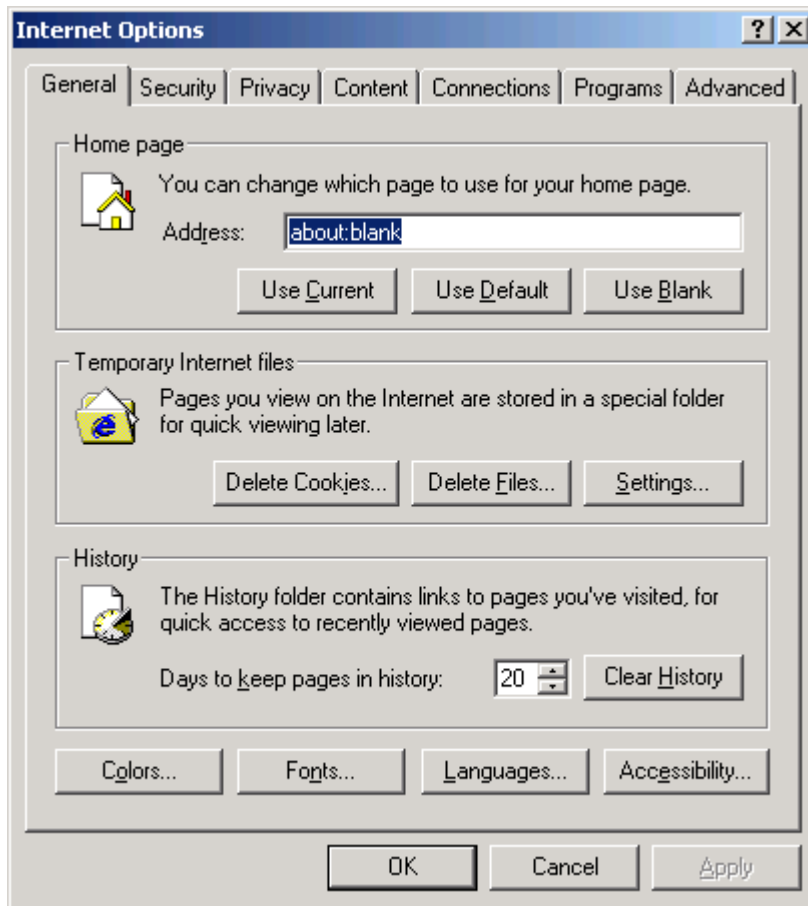 Internet Options
General Security Privacy Content Connections Programs Advanced
Home page
You can change which page to use for your home page.
Address: about:blank
Use Current Use Default Use Blank
Temporary Internet files
Pages you view on the Internet are stored in a special folder
for quick viewing later.
Delete Cookies... Delete Files... Settings...
History
The History folder contains links to pages you've visited, for
quick access to recently viewed pages.
Days to keep pages in history: 20 Clear History
Colors... Fonts... Languages... Accessibility...
OK Cancel Apply